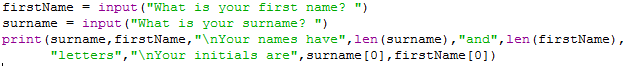 firstName = input("What is your first name? ")
surname = input("What is your surname? ")
print(surname,firstName,"\nYour names have",len(surname),"and",len(firstName),
"letters","\nYour initials are",surname[0],firstName[0])